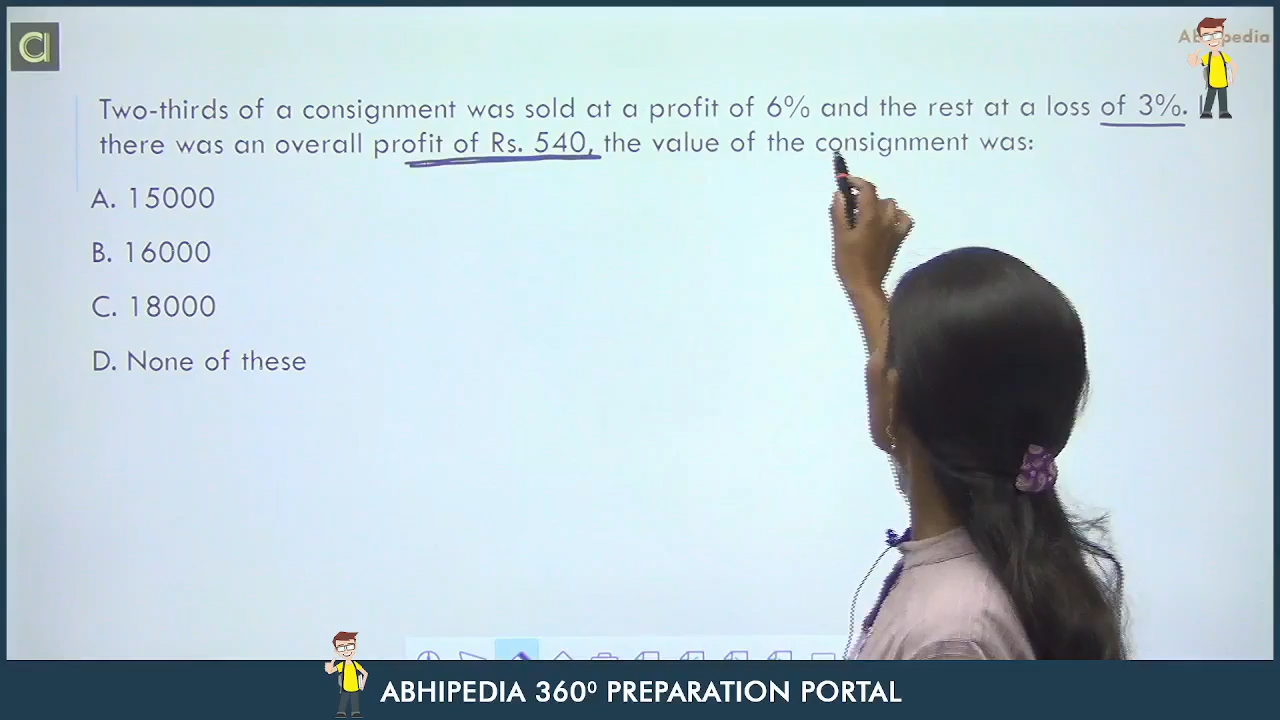 Abhipedia
Two-thirds of a consignment was sold at a profit of 6% and the rest at a loss of 3%.
there was an overall profit of Rs. 540, the value of the consignment was:
A. 15000
B. 16000
C. 18000
D. None of these
ABHIPEDIA 360⁰ PREPARATION PORTAL